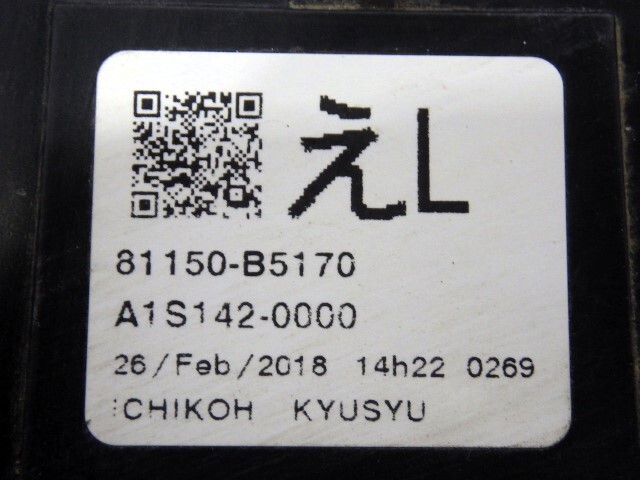 えL
81150-B5170
A1S142-0000
26/Feb/2018 14h22 0269
ICHIKOH KYUSYU